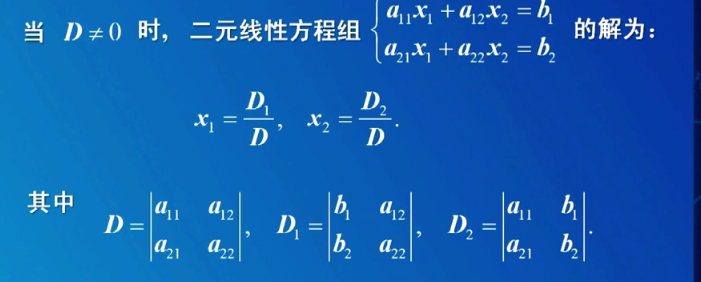 当 D ≠ 0 时, 二元线性方程组 { a₁₁x₁ + a₁₂x₂ = b₁
a₂₁x₁ + a₂₂x₂ = b₂ 的解为:
x₁ = D₁/D, x₂ = D₂/D.
其中 D = |a₁₁ a₁₂; a₂₁ a₂₂|, D₁ = |b₁ a₁₂; b₂ a₂₂|, D₂ = |a₁₁ b₁; a₂₁ b₂|.